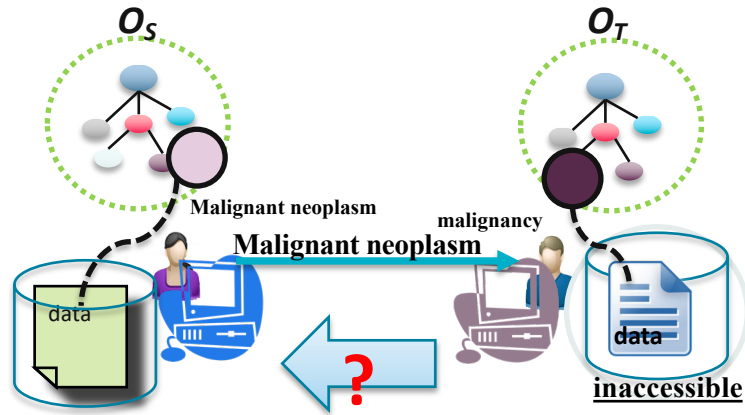 O_S
O_T
Malignant neoplasm
malignancy
Malignant neoplasm
data
data
?
inaccessible